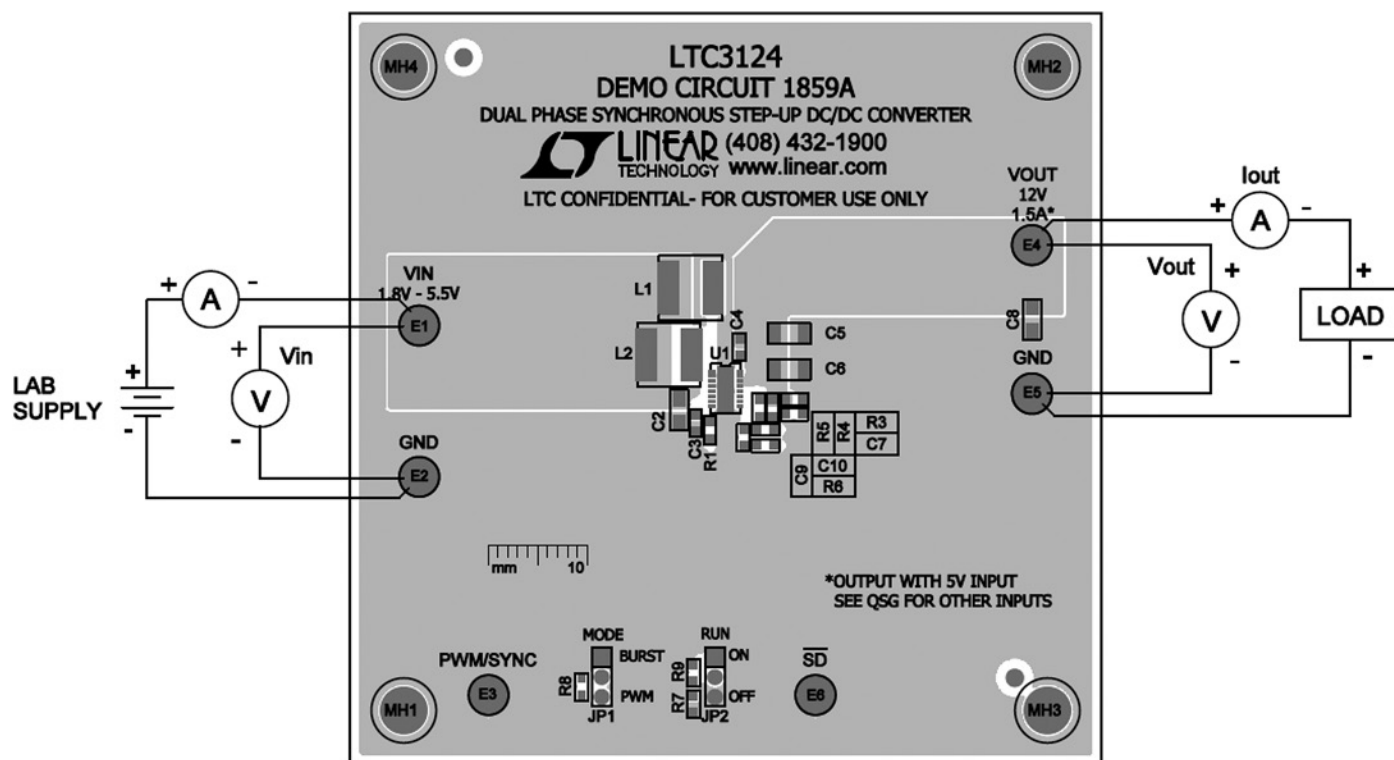 MH4
MH2
LTC3124
DEMO CIRCUIT 1859A
DUAL PHASE SYNCHRONOUS STEP-UP DC/DC CONVERTER
LINEAR TECHNOLOGY (408) 432-1900
www.linear.com
LTC CONFIDENTIAL- FOR CUSTOMER USE ONLY
VOUT
12V
1.5A*
E4
Iout
+ A -
Vout
+
V
-
+
LOAD
-
C8
GND
E5
+ A -
VIN
1.8V - 5.5V
E1
+
Vin
V
-
LAB
SUPPLY
+
-
GND
E2
L1
L2
C4
U1
C5
C6
C2
C3
R1
R5
R4
R3
C7
C9
C10
R6
mm 10
*OUTPUT WITH 5V INPUT
SEE QSG FOR OTHER INPUTS
PWM/SYNC
E3
MODE
BURST
R8
PWM
JP1
RUN
ON
R9
R7
OFF
JP2
SD
E6
MH1
MH3